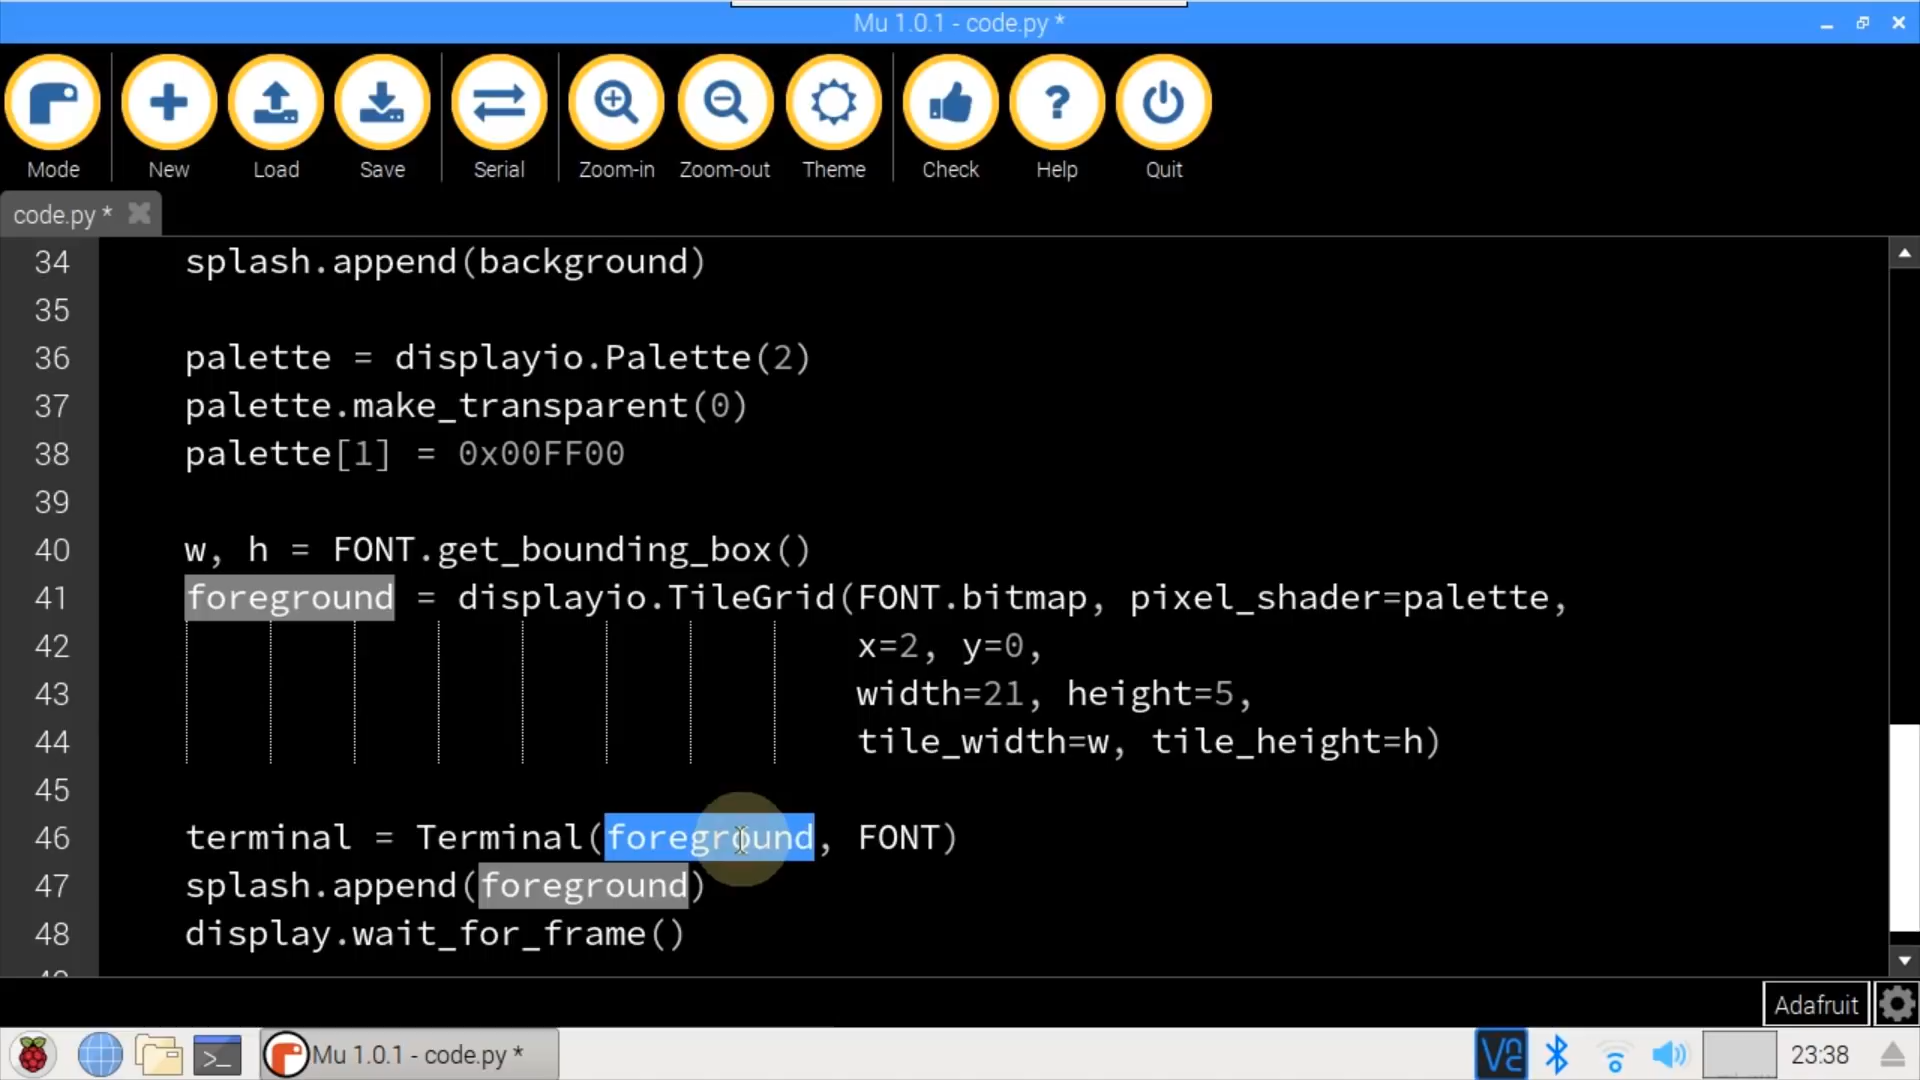 Mu 1.0.1 - code.py *
Mode New Load Save Serial Zoom-in Zoom-out Theme Check Help Quit
code.py *
34 splash.append(background)
35
36 palette = displayio.Palette(2)
37 palette.make_transparent(0)
38 palette[1] = 0x00FF00
39
40 w, h = FONT.get_bounding_box()
41 foreground = displayio.TileGrid(FONT.bitmap, pixel_shader=palette,
42 x=2, y=0,
43 width=21, height=5,
44 tile_width=w, tile_height=h)
45
46 terminal = Terminal(foreground, FONT)
47 splash.append(foreground)
48 display.wait_for_frame()
Adafruit
Mu 1.0.1 - code.py * 23:38